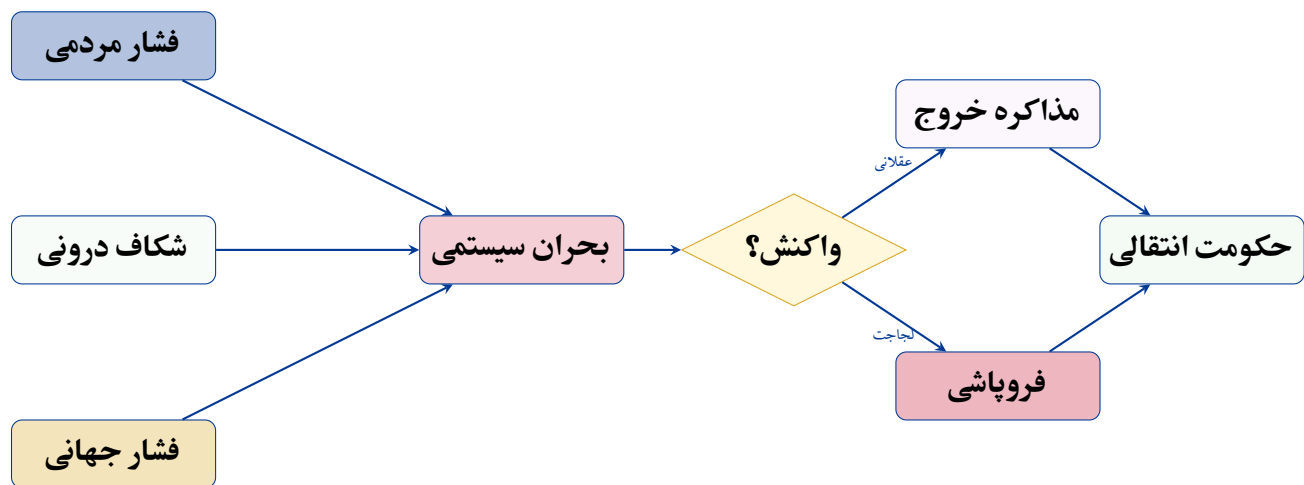 فشار مردمی
شکاف درونی
فشار جهانی
بحران سیستمی
واکنش؟
عقلانی
لجاجت
مذاکره خروج
فروپاشی
حکومت انتقالی